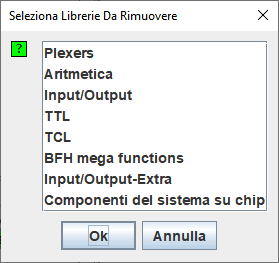 Seleziona Librerie Da Rimuovere
?
Plexers
Aritmetica
Input/Output
TTL
TCL
BFH mega functions
Input/Output-Extra
Componenti del sistema su chip
Ok
Annulla